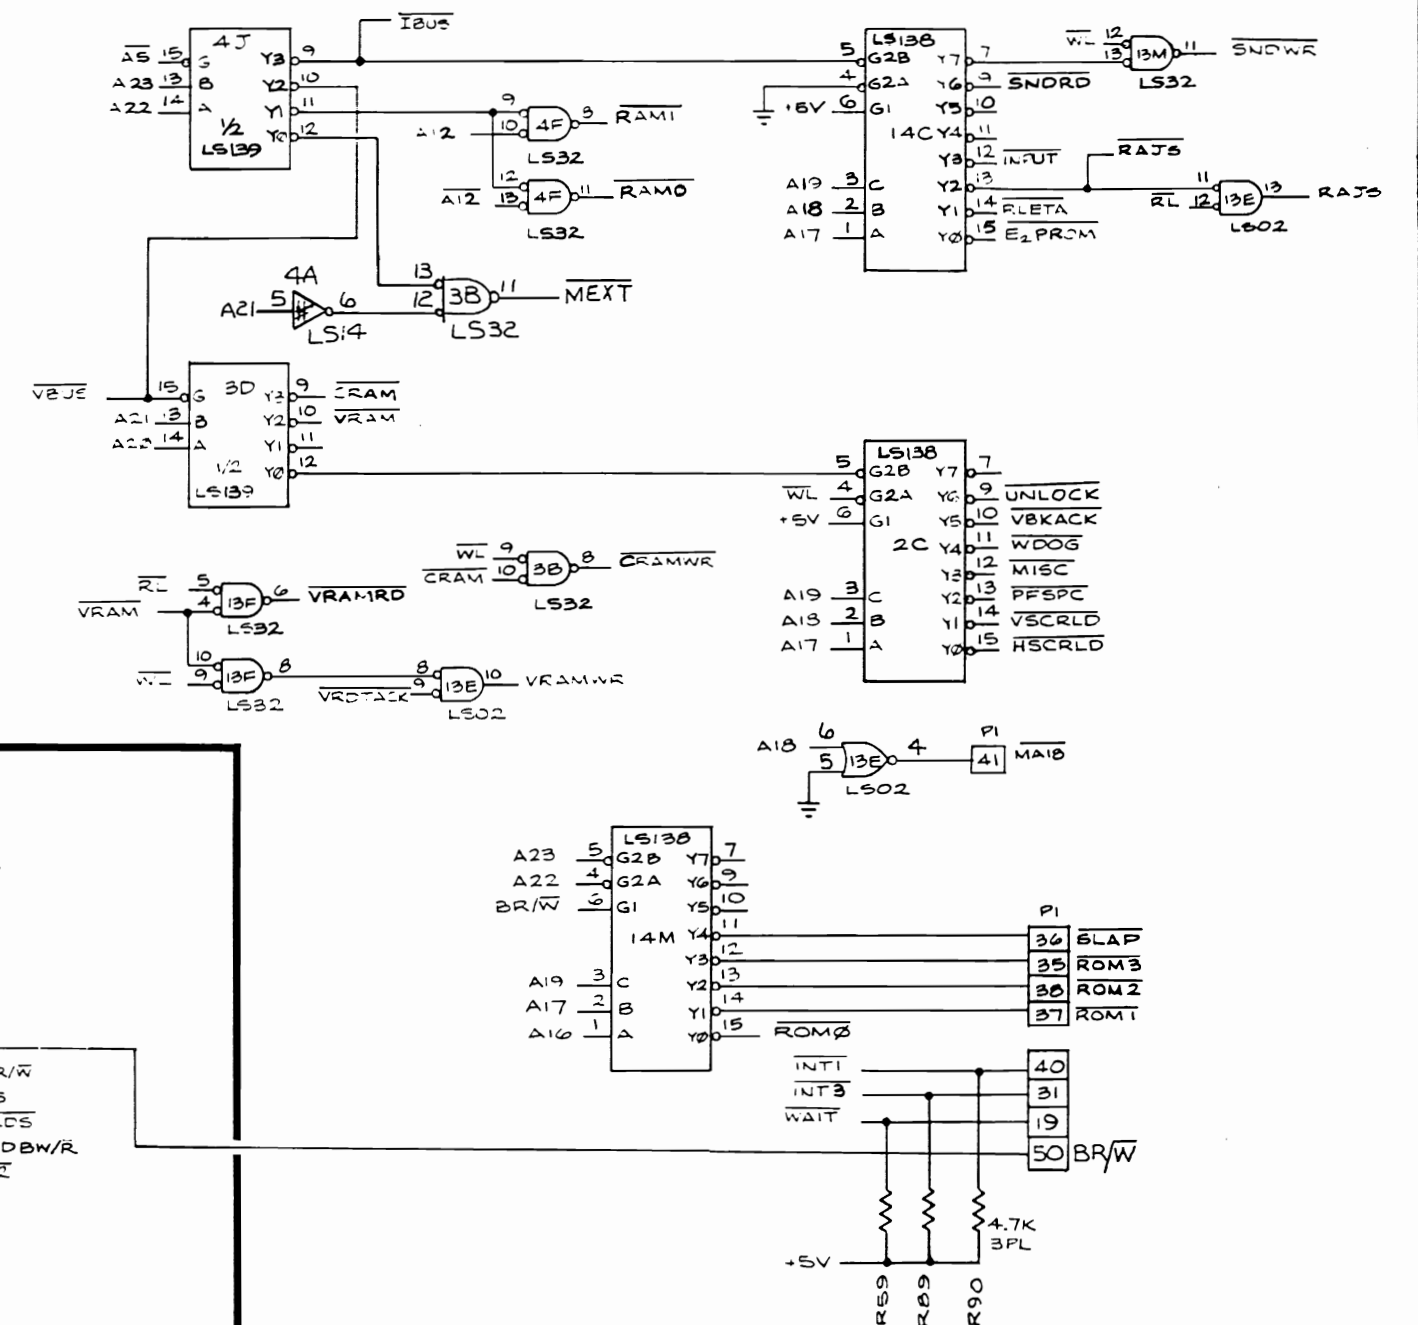 4J
A5 15 G Y3 9 IBUS
A23 13 B Y2 10
A22 14 A Y1 11
1/2 YØ 12
LS139
9 4F 8 RAM1
A12 10
LS32
12 4F 11 RAM0
A12 13
LS32
4A
A21 5 6
LS14
13 3B 11 MEXT
12
LS32
LS138
5 G2B Y7 7
4 G2A Y6 9 SNDRD
+5V 6 G1 Y5 10
14C Y4 11
Y3 12 INPUT
A19 3 C Y2 13 RAJS
A18 2 B Y1 14 RLETA
A17 1 A YØ 15 E2PROM
WL 12 13M 11 SNDWR
13
LS32
11 13E 13 RAJS
RL 12
LS02
VBUS 15 G 3D Y3 9 CRAM
A21 13 B Y2 10 VRAM
14 A Y1 11
1/2 YØ 12
LS139
LS138
5 G2B Y7 7
WL 4 G2A Y6 9 UNLOCK
+5V 6 G1 Y5 10 VBKACK
2C Y4 11 WDOG
Y3 12 MISC
A19 3 C Y2 13 PFSPC
A18 2 B Y1 14 VSCRLD
A17 1 A YØ 15 HSCRLD
WL 9 3B 8 CRAMWR
CRAM 10
LS32
RL 5 13F 6 VRAMRD
VRAM 4
LS32
10 13F 8
WL 9
LS32
8 13E 10 VRAMWR
VRDTACK 9
LS02
A18 6 13E 4 P1 41 MA18
5
LS02
LS138
A23 5 G2B Y7 7
A22 4 G2A Y6 9
BR/W 6 G1 Y5 10
14M Y4 11
Y3 12
A19 3 C Y2 13
A17 2 B Y1 14
A16 1 A YØ 15 ROMØ
P1
36 SLAP
35 ROM3
38 ROM2
37 ROM1
INT1 40
INT3 31
WAIT 19
50 BR/W
4.7K
3PL
+5V
R59
R89
R90
R/W
DBW/R